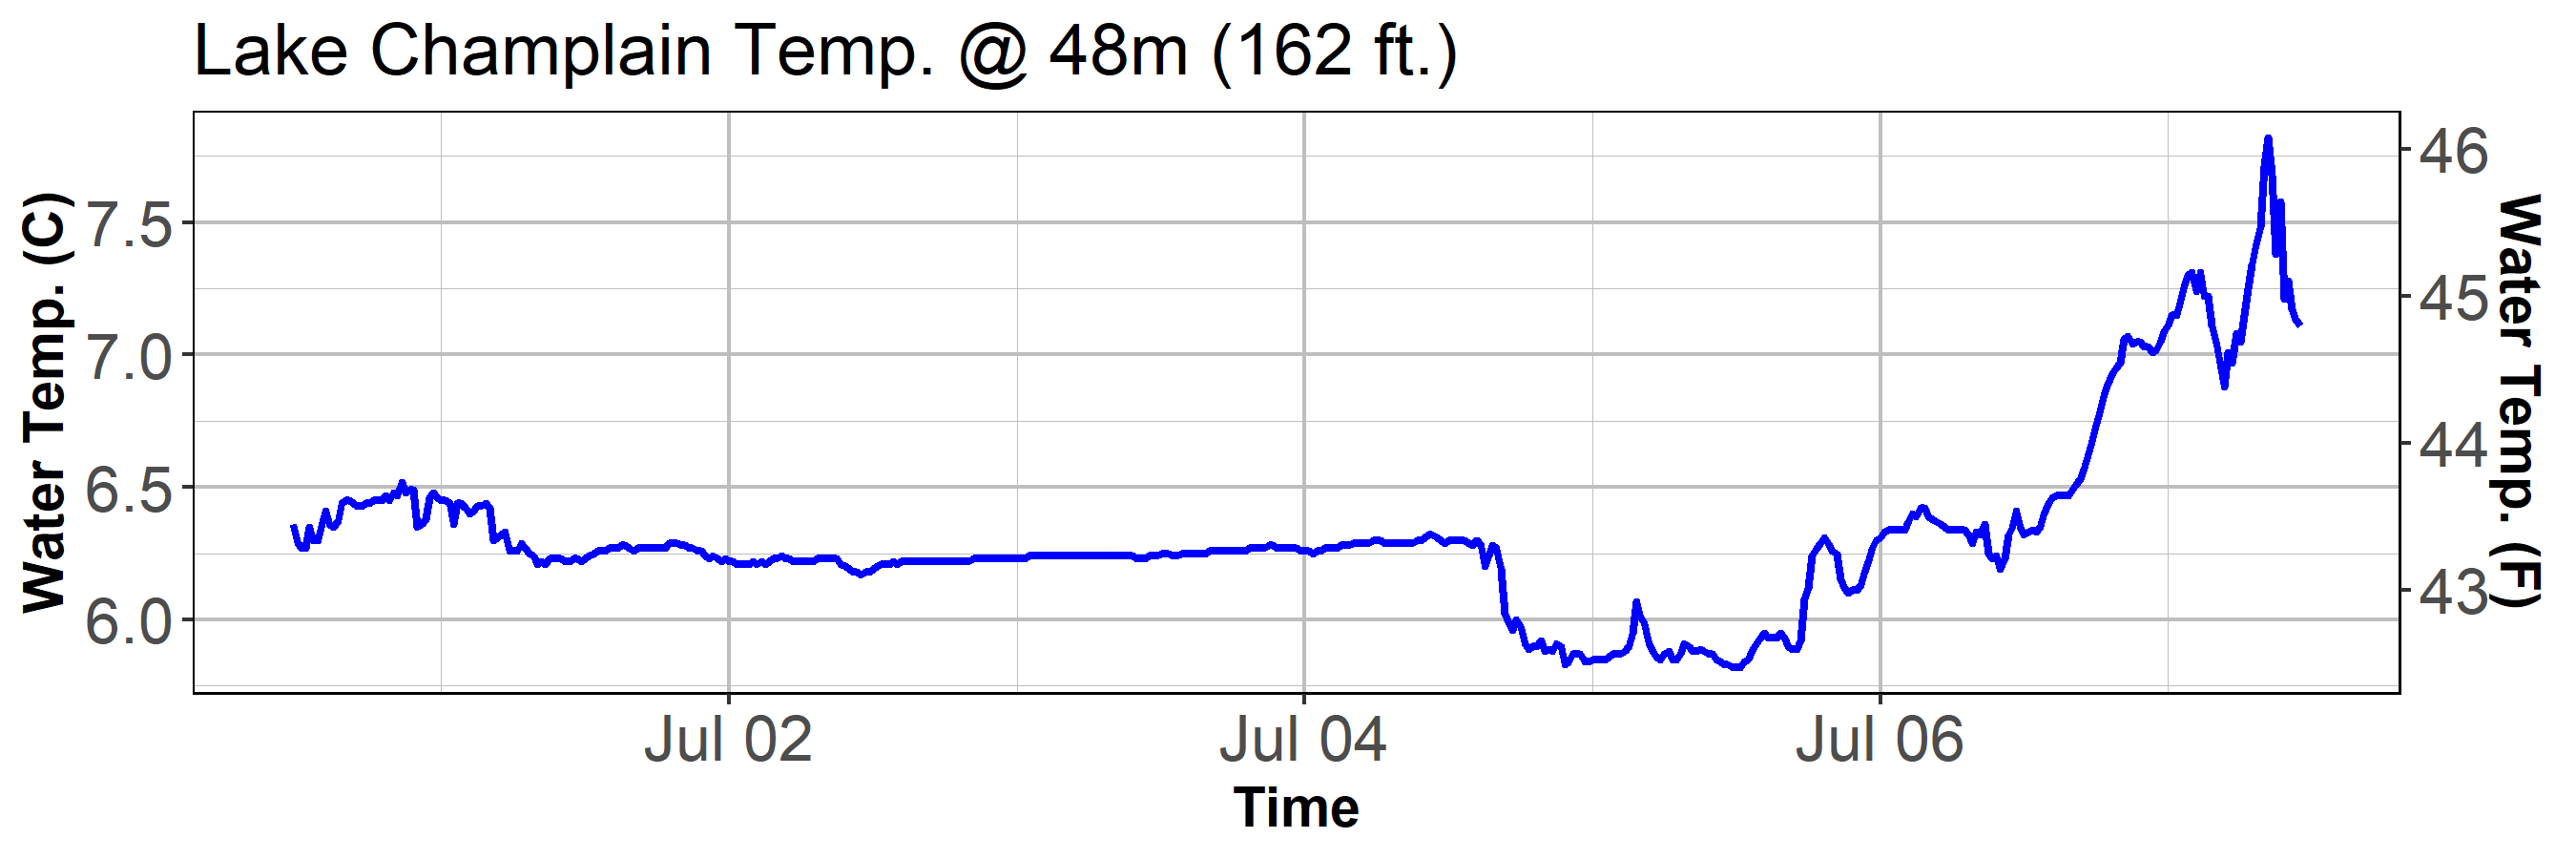 Lake Champlain Temp. @ 48m (162 ft.)
Water Temp. (C)
7.5
7.0
6.5
6.0
46
45
44
43
Water Temp. (F)
Jul 02
Jul 04
Jul 06
Time